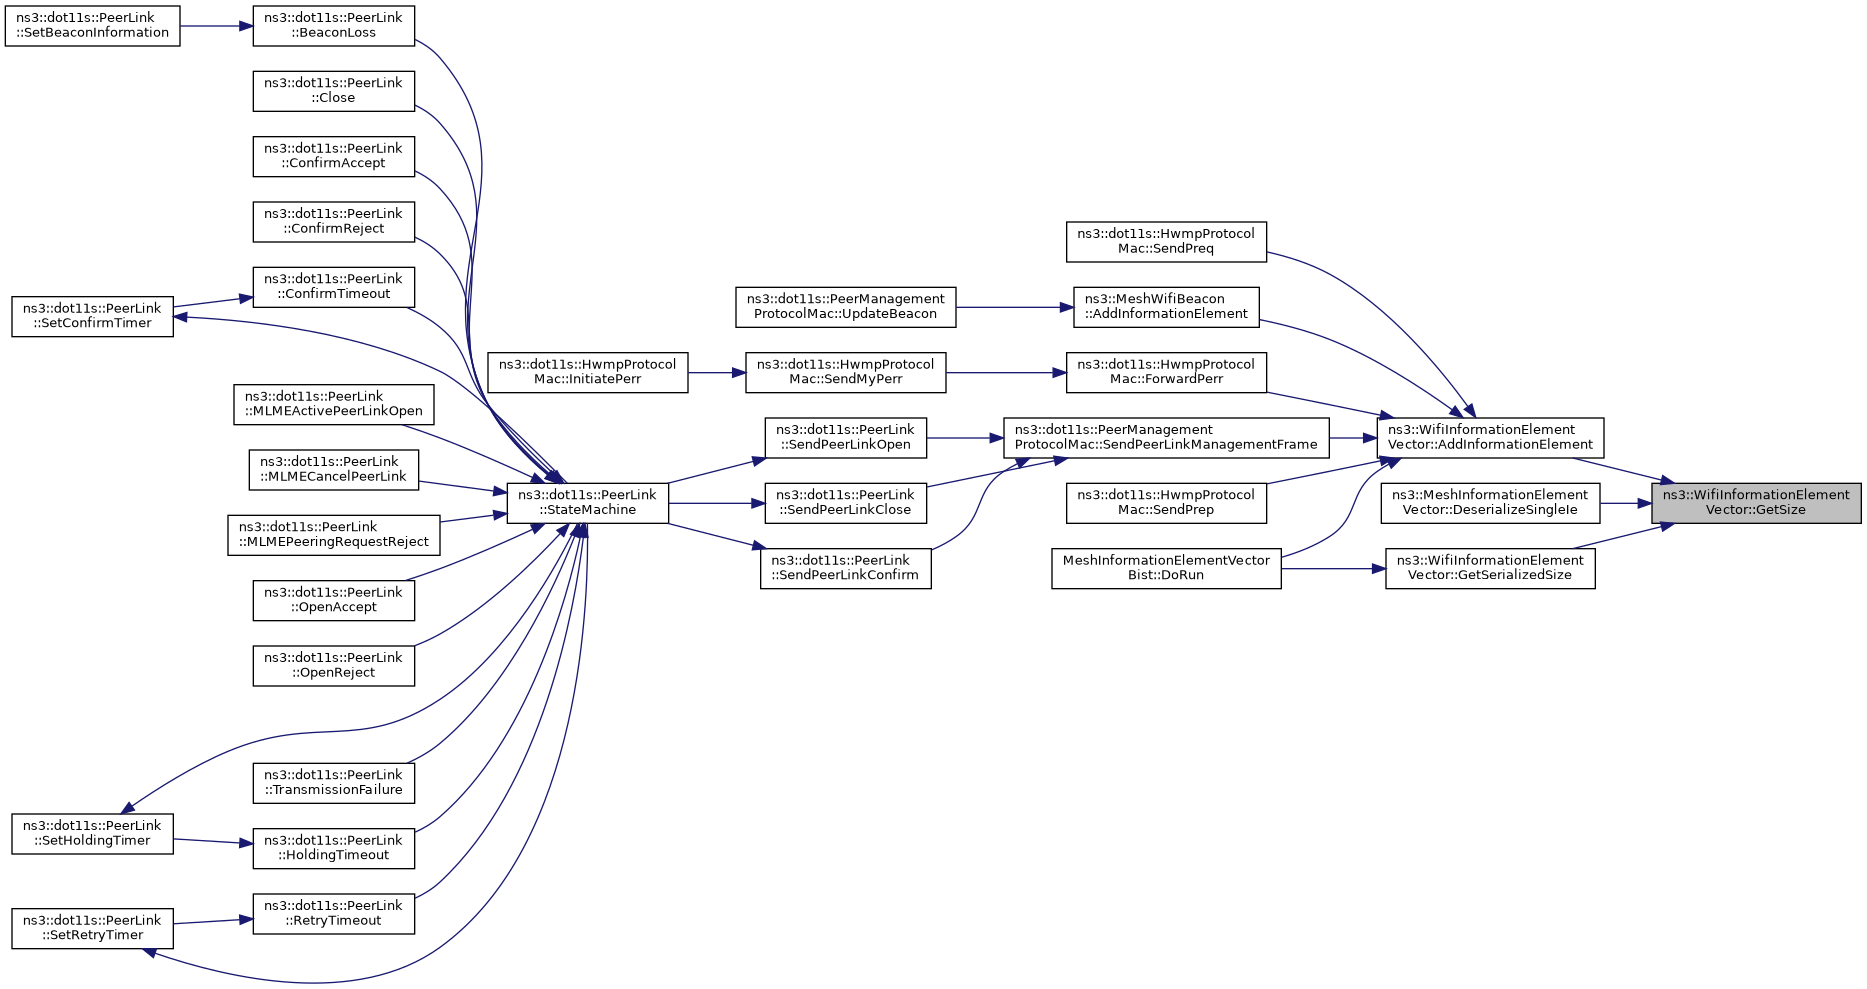 ns3::dot11s::PeerLink
::SetBeaconInformation
ns3::dot11s::PeerLink
::BeaconLoss
ns3::dot11s::PeerLink
::Close
ns3::dot11s::PeerLink
::ConfirmAccept
ns3::dot11s::PeerLink
::ConfirmReject
ns3::dot11s::PeerLink
::ConfirmTimeout
ns3::dot11s::PeerLink
::SetConfirmTimer
ns3::dot11s::PeerLink
::MLMEActivePeerLinkOpen
ns3::dot11s::PeerLink
::MLMECancelPeerLink
ns3::dot11s::PeerLink
::MLMEPeeringRequestReject
ns3::dot11s::PeerLink
::OpenAccept
ns3::dot11s::PeerLink
::OpenReject
ns3::dot11s::PeerLink
::TransmissionFailure
ns3::dot11s::PeerLink
::SetHoldingTimer
ns3::dot11s::PeerLink
::HoldingTimeout
ns3::dot11s::PeerLink
::RetryTimeout
ns3::dot11s::PeerLink
::SetRetryTimer
ns3::dot11s::PeerLink
::StateMachine
ns3::dot11s::HwmpProtocol
Mac::InitiatePerr
ns3::dot11s::PeerManagement
ProtocolMac::UpdateBeacon
ns3::dot11s::HwmpProtocol
Mac::SendMyPerr
ns3::dot11s::PeerLink
::SendPeerLinkOpen
ns3::dot11s::PeerLink
::SendPeerLinkClose
ns3::dot11s::PeerLink
::SendPeerLinkConfirm
ns3::dot11s::HwmpProtocol
Mac::SendPreq
ns3::MeshWifiBeacon
::AddInformationElement
ns3::dot11s::HwmpProtocol
Mac::ForwardPerr
ns3::dot11s::PeerManagement
ProtocolMac::SendPeerLinkManagementFrame
ns3::dot11s::HwmpProtocol
Mac::SendPrep
MeshInformationElementVector
Bist::DoRun
ns3::WifiInformationElement
Vector::AddInformationElement
ns3::MeshInformationElement
Vector::DeserializeSingleIe
ns3::WifiInformationElement
Vector::GetSerializedSize
ns3::WifiInformationElement
Vector::GetSize